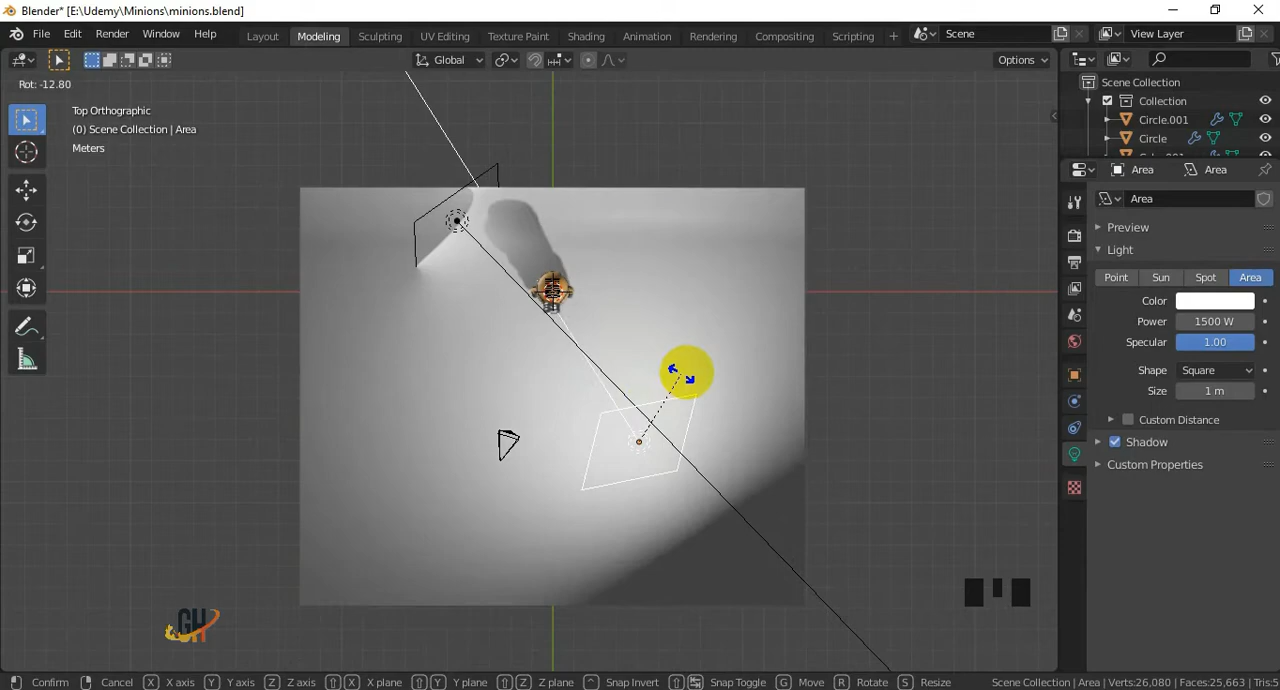 Blender* [E:\Udemy\Minions\minions.blend]
File Edit Render Window Help Layout Modeling Sculpting UV Editing Texture Paint Shading Animation Rendering Compositing Scripting Scene View Layer
Global Options
Rot: -12.80
Top Orthographic
(0) Scene Collection | Area
Meters
Scene Collection
Collection
Circle.001
Circle
Area Area
Area
Preview
Light
Point Sun Spot Area
Color
Power 1500 W
Specular 1.00
Shape Square
Size 1 m
Custom Distance
Shadow
Custom Properties
GH
Confirm Cancel X X axis Y Y axis Z Z axis X X plane Y Y plane Z Z plane Snap Invert Snap Toggle G Move R Rotate S Resize Scene Collection | Area | Verts:26,080 | Faces:25,663 | Tris:5